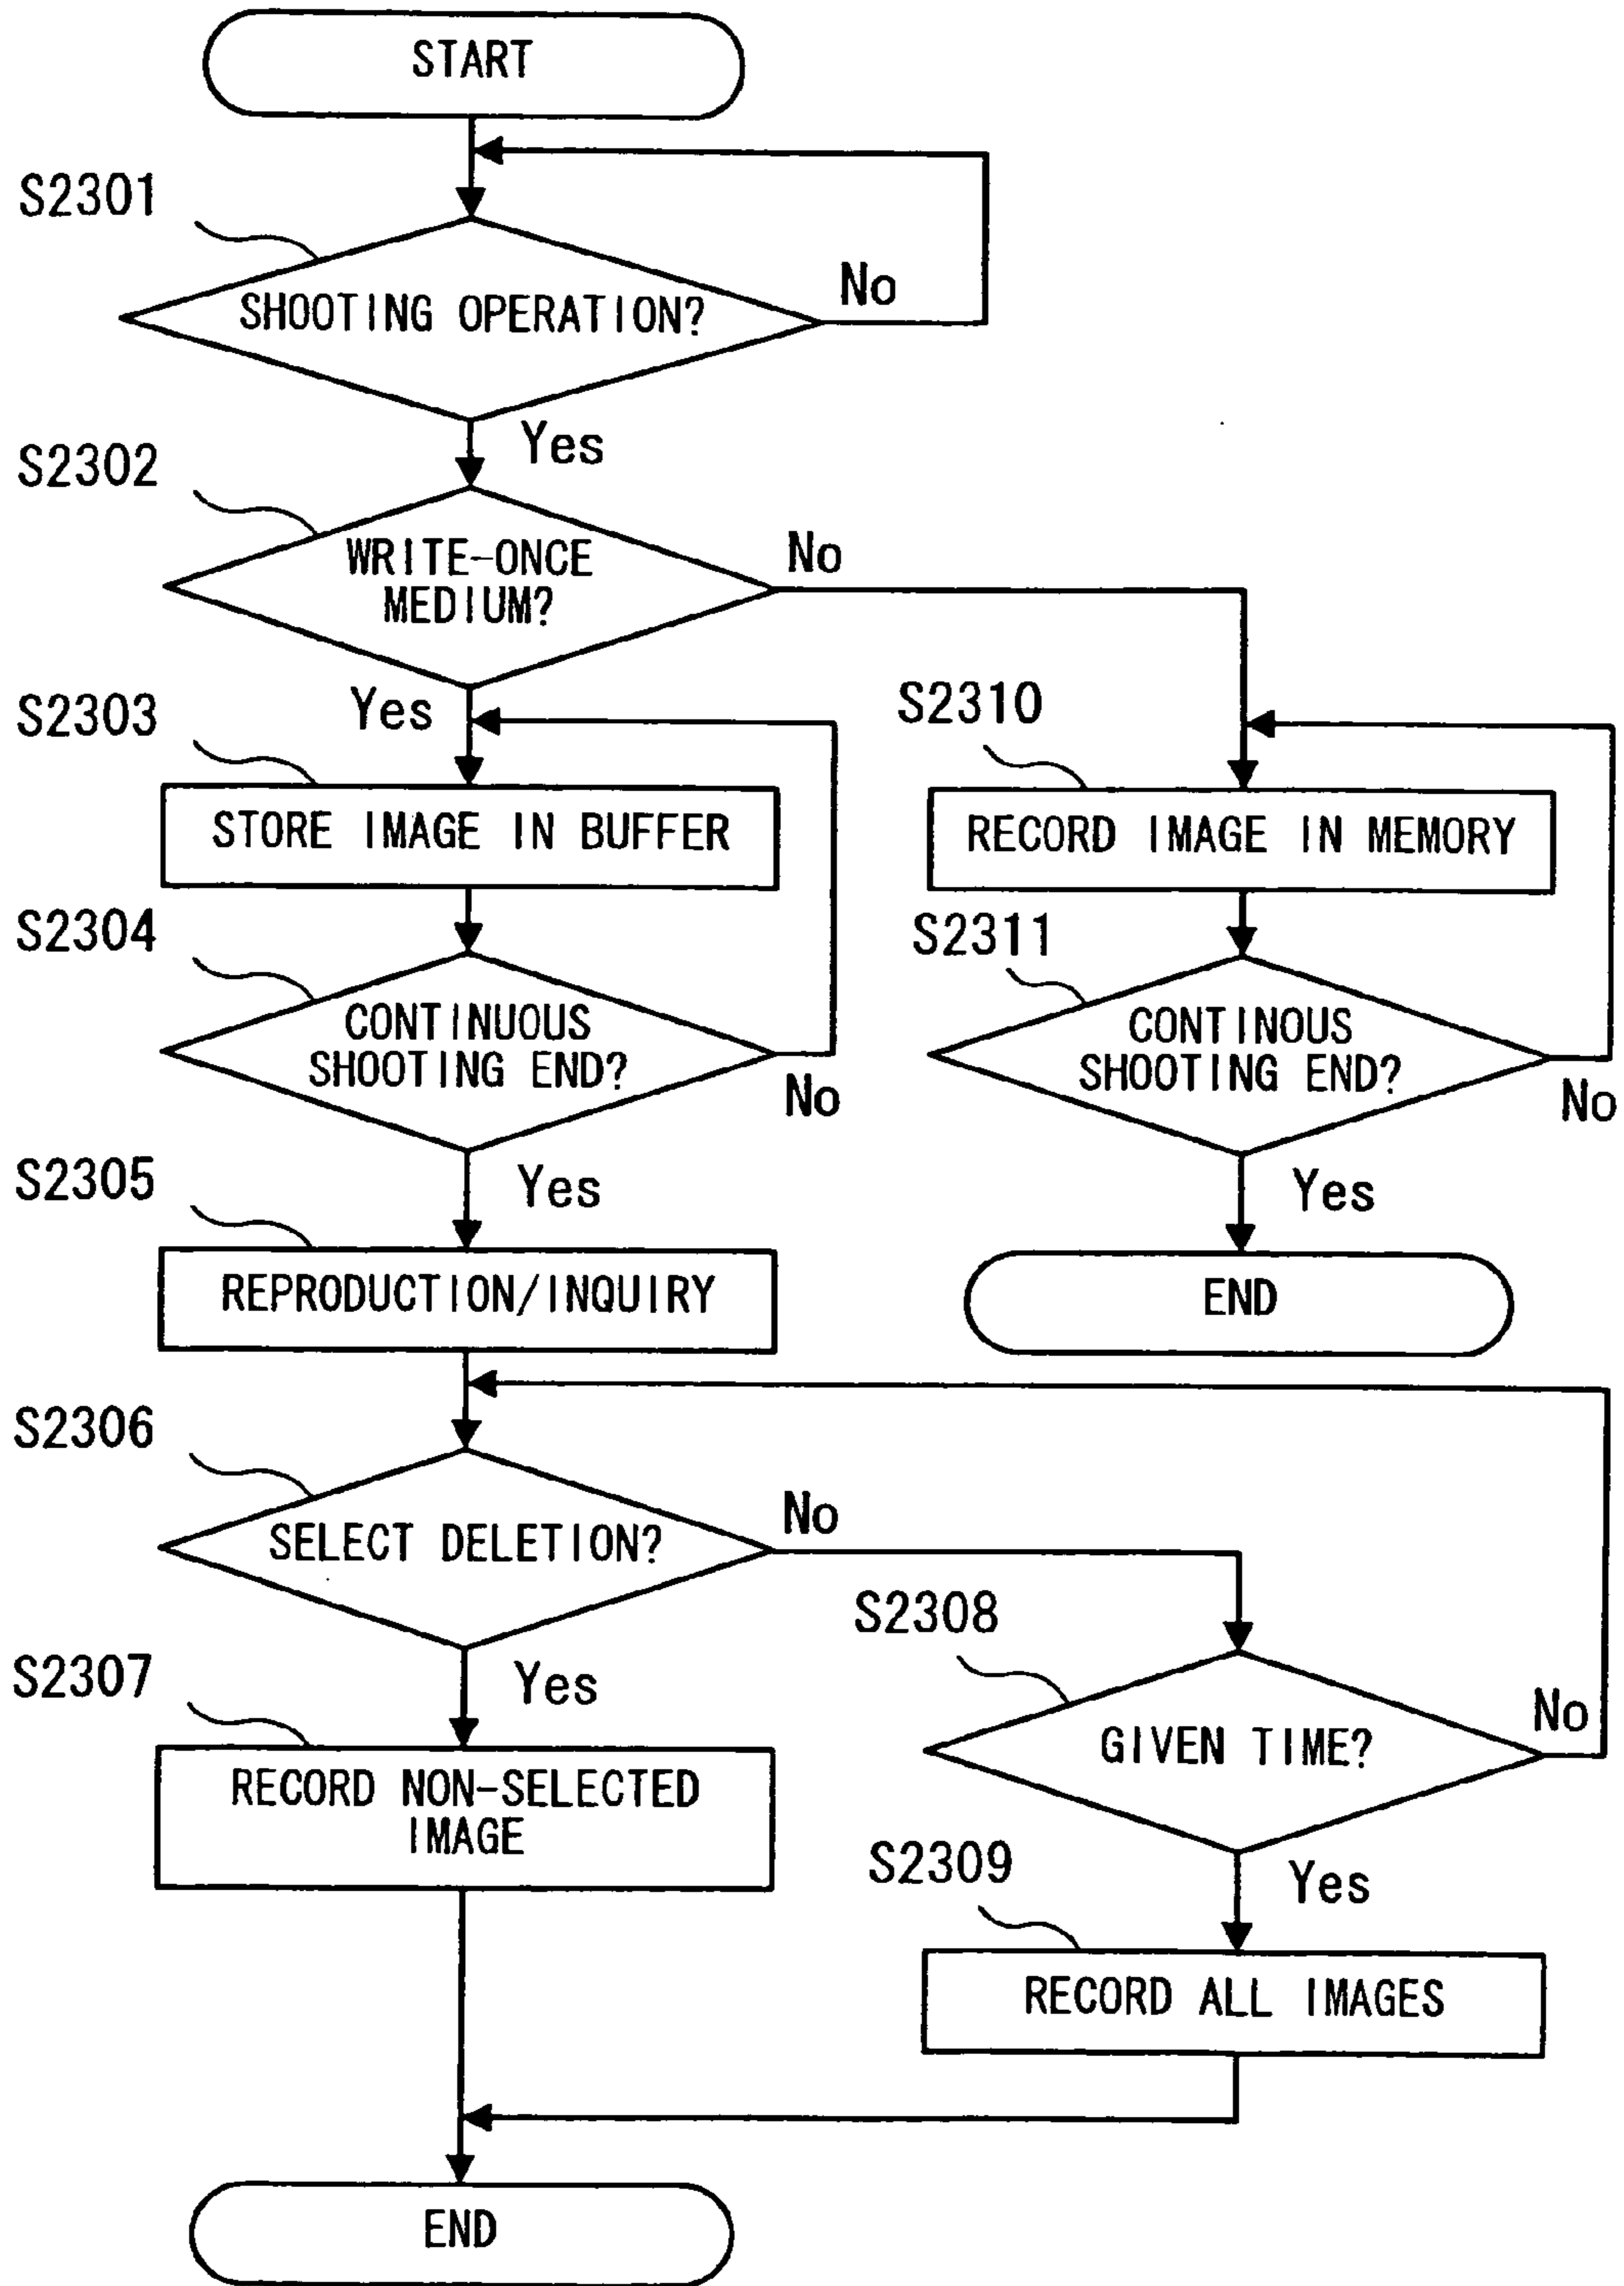 START
S2301
SHOOTING OPERATION?
No
Yes
S2302
WRITE-ONCE
MEDIUM?
No
Yes
S2303
STORE IMAGE IN BUFFER
S2304
CONTINUOUS
SHOOTING END?
No
Yes
S2310
RECORD IMAGE IN MEMORY
S2311
CONTINOUS
SHOOTING END?
No
Yes
END
S2305
REPRODUCTION/INQUIRY
S2306
SELECT DELETION?
No
Yes
S2307
RECORD NON-SELECTED
IMAGE
S2308
GIVEN TIME?
No
Yes
S2309
RECORD ALL IMAGES
END